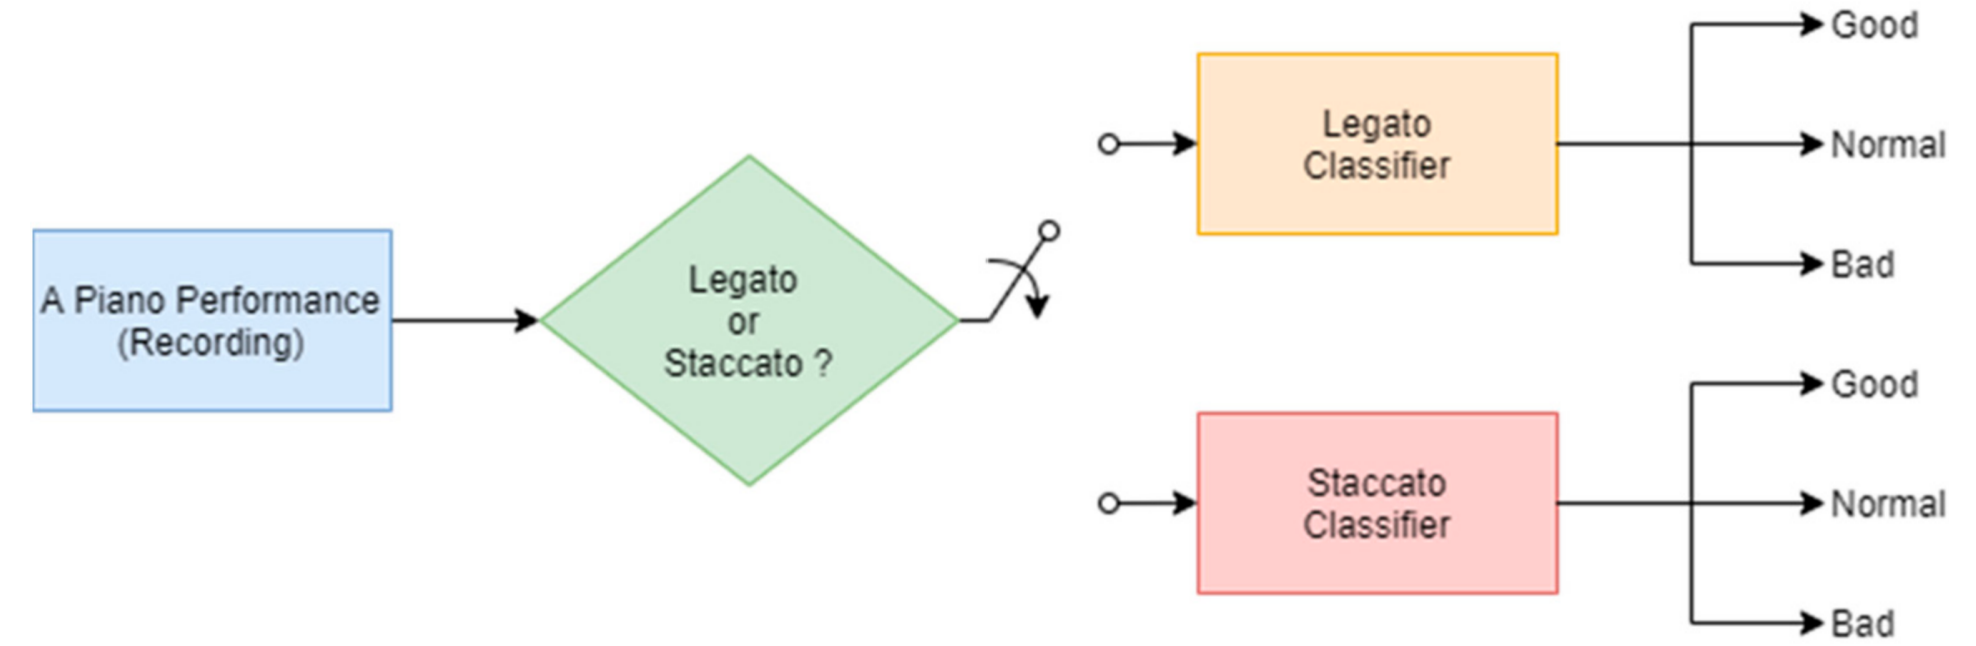 A Piano Performance
(Recording)
Legato
or
Staccato ?
Legato
Classifier
Good
Normal
Bad
Staccato
Classifier
Good
Normal
Bad